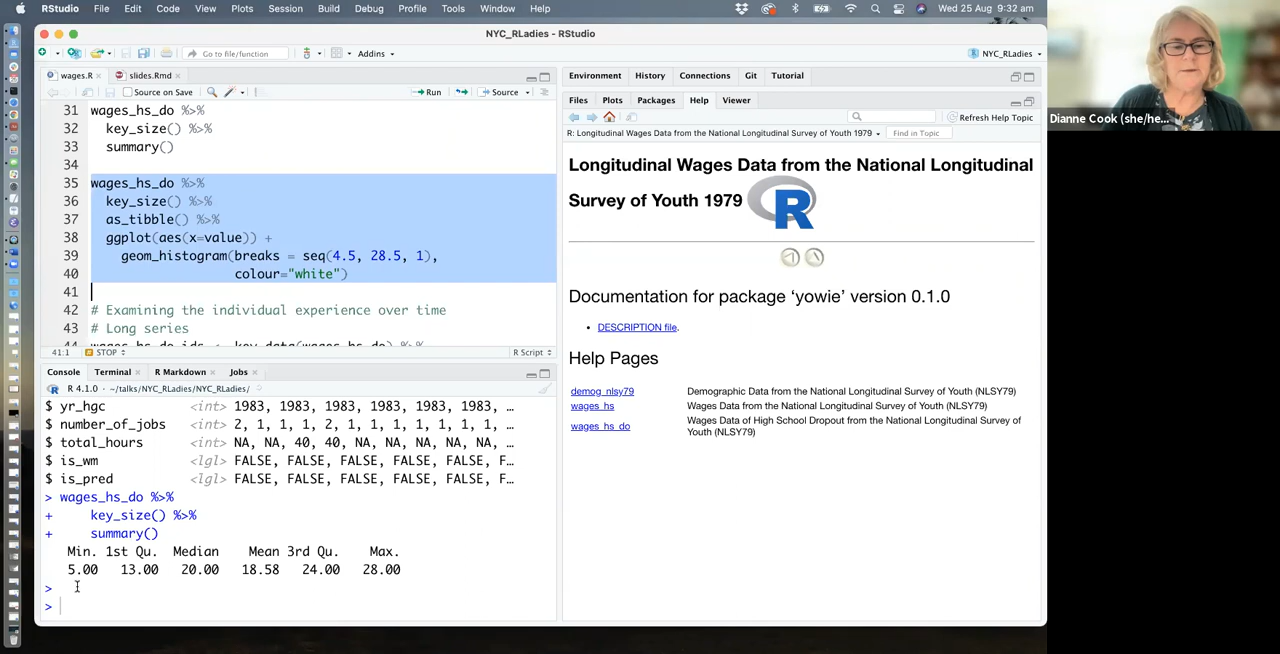 RStudio File Edit Code View Plots Session Build Debug Profile Tools Window Help Wed 25 Aug 9:32 am
NYC_RLadies - RStudio
Go to file/function Addins NYC_RLadies
wages.R slides.Rmd
Source on Save Run Source
31 wages_hs_do %>%
32 key_size() %>%
33 summary()
34
35 wages_hs_do %>%
36 key_size() %>%
37 as_tibble() %>%
38 ggplot(aes(x=value)) +
39 geom_histogram(breaks = seq(4.5, 28.5, 1),
40 colour="white")
41
42 # Examining the individual experience over time
43 # Long series
wages_hs_do_ids <- key_data(wages_hs_do) %>%
41:1 STOP R Script
Console Terminal R Markdown Jobs
R 4.1.0 · ~/talks/NYC_RLadies/NYC_RLadies/
$ yr_hgc <int> 1983, 1983, 1983, 1983, 1983, 1983, …
$ number_of_jobs <int> 2, 1, 1, 1, 2, 1, 1, 1, 1, 1, 1, 1, …
$ total_hours <int> NA, NA, 40, 40, NA, NA, NA, NA, NA, …
$ is_wm <lgl> FALSE, FALSE, FALSE, FALSE, FALSE, F…
$ is_pred <lgl> FALSE, FALSE, FALSE, FALSE, FALSE, F…
> wages_hs_do %>%
+ key_size() %>%
+ summary()
Min. 1st Qu. Median Mean 3rd Qu. Max.
5.00 13.00 20.00 18.58 24.00 28.00
>
>
Environment History Connections Git Tutorial
Files Plots Packages Help Viewer
Refresh Help Topic
R: Longitudinal Wages Data from the National Longitudinal Survey of Youth 1979 Find in Topic
Longitudinal Wages Data from the National Longitudinal
Survey of Youth 1979 R
Documentation for package ‘yowie’ version 0.1.0
• DESCRIPTION file.
Help Pages
demog_nlsy79 Demographic Data from the National Longitudinal Survey of Youth (NLSY79)
wages_hs Wages Data from the National Longitudinal Survey of Youth (NLSY79)
wages_hs_do Wages Data of High School Dropout from the National Longitudinal Survey of
Youth (NLSY79)
Dianne Cook (she/he...